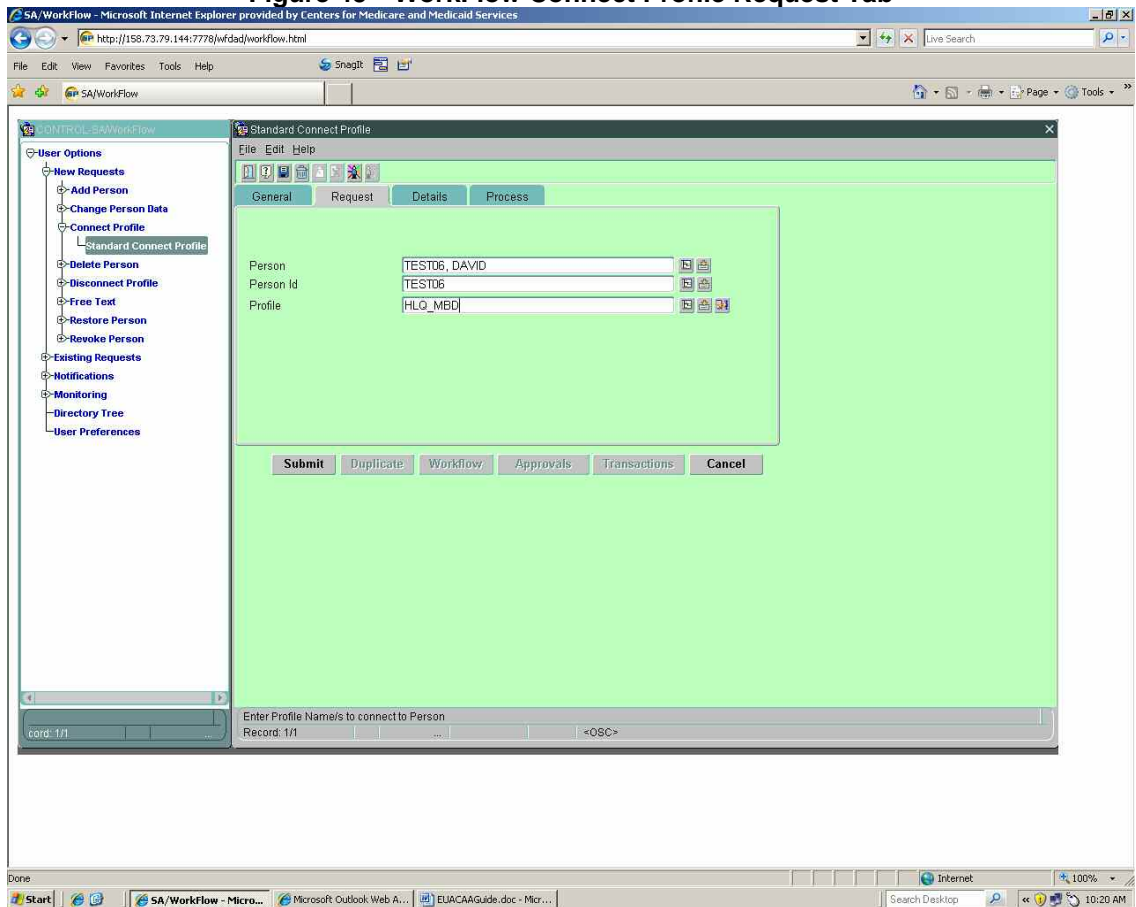 Figure 45 - WorkFlow Connect Profile Request Tab
SA/WorkFlow - Microsoft Internet Explorer provided by Centers for Medicare and Medicaid Services
http://158.73.79.144:7778/wfdad/workflow.html
Live Search
File Edit View Favorites Tools Help
SnagIt
SA/WorkFlow
Page Tools
CONTROL-SA/WorkFlow
User Options
New Requests
Add Person
Change Person Data
Connect Profile
Standard Connect Profile
Delete Person
Disconnect Profile
Free Text
Restore Person
Revoke Person
Existing Requests
Notifications
Monitoring
Directory Tree
User Preferences
cord: 1/1 ...
Standard Connect Profile
File Edit Help
General Request Details Process
Person TEST06, DAVID
Person Id TEST06
Profile HLQ_MBD
Submit Duplicate Workflow Approvals Transactions Cancel
Enter Profile Name/s to connect to Person
Record: 1/1 ... <OSC>
Done Internet 100%
Start SA/WorkFlow - Micro... Microsoft Outlook Web A... EUACAAGuide.doc - Micr... Search Desktop 10:20 AM